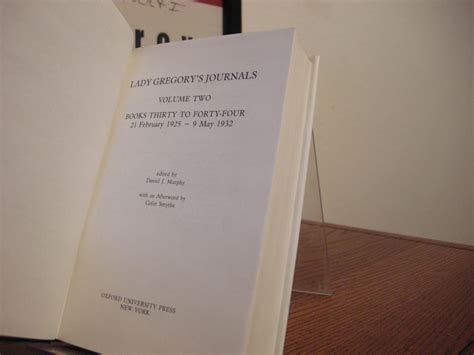 LADY GREGORY'S JOURNALS
VOLUME TWO
BOOKS THIRTY TO FORTY-FOUR
21 February 1925 – 9 May 1932
edited by
Daniel J. Murphy
with an Afterword by
Colin Smythe
OXFORD UNIVERSITY PRESS
NEW YORK